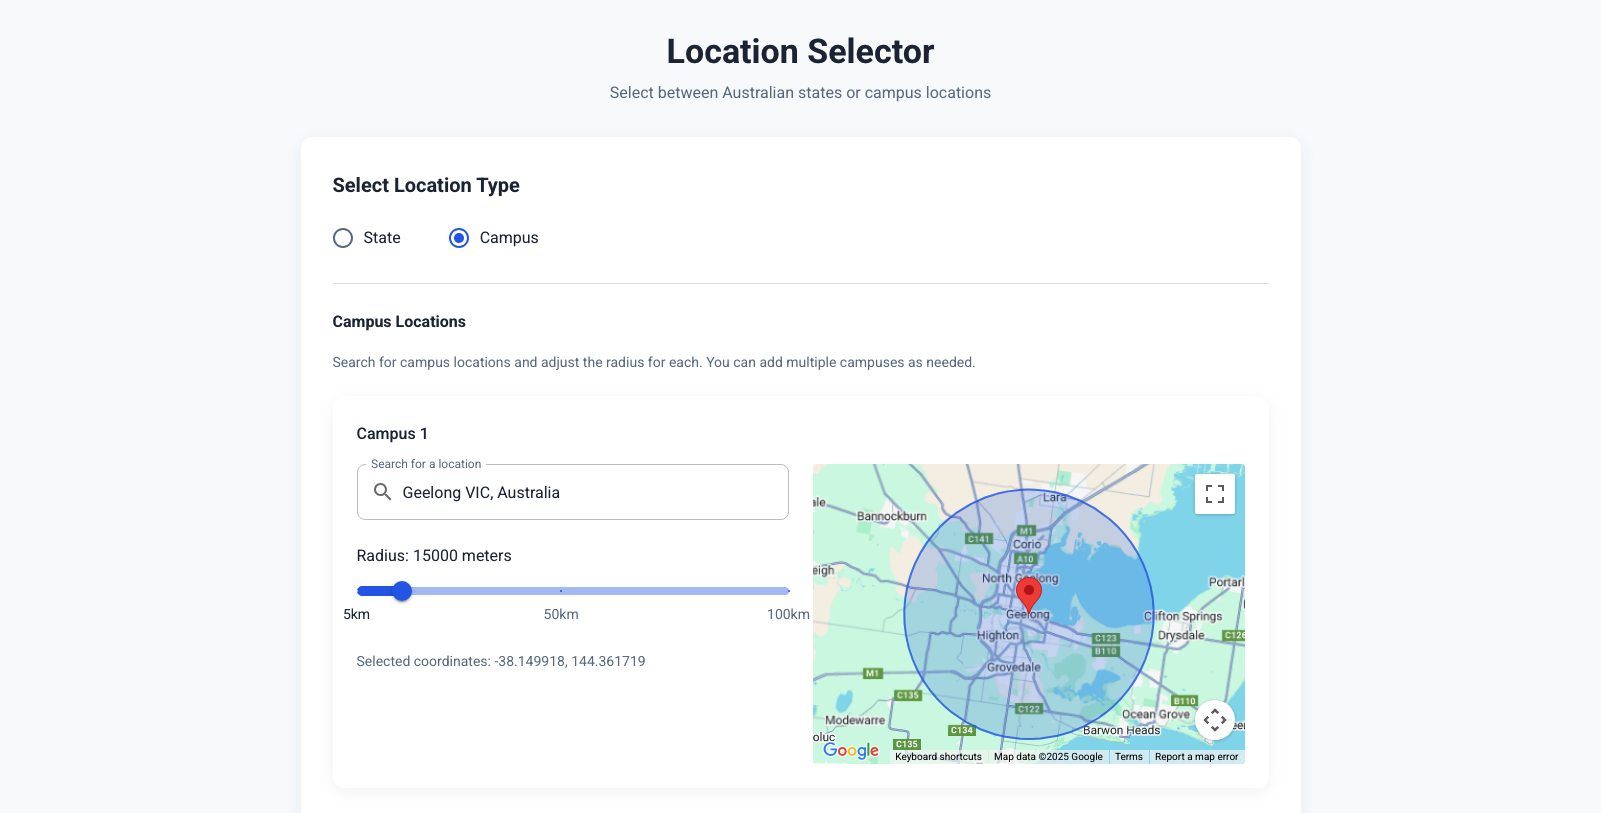 Location Selector
Select between Australian states or campus locations
Select Location Type
State
Campus
Campus Locations
Search for campus locations and adjust the radius for each. You can add multiple campuses as needed.
Campus 1
Search for a location
Geelong VIC, Australia
Radius: 15000 meters
5km
50km
100km
Selected coordinates: -38.149918, 144.361719
Lara
Bannockburn
M1
C141
Corio
A10
North Geelong
Portarl
Geelong
Clifton Springs
Highton
C123
Drysdale
C126
B110
Grovedale
M1
C135
B110
C122
Ocean Grove
Modewarre
C134
Barwon Heads
oluc
C135
Google
Keyboard shortcuts
Map data ©2025 Google
Terms
Report a map error